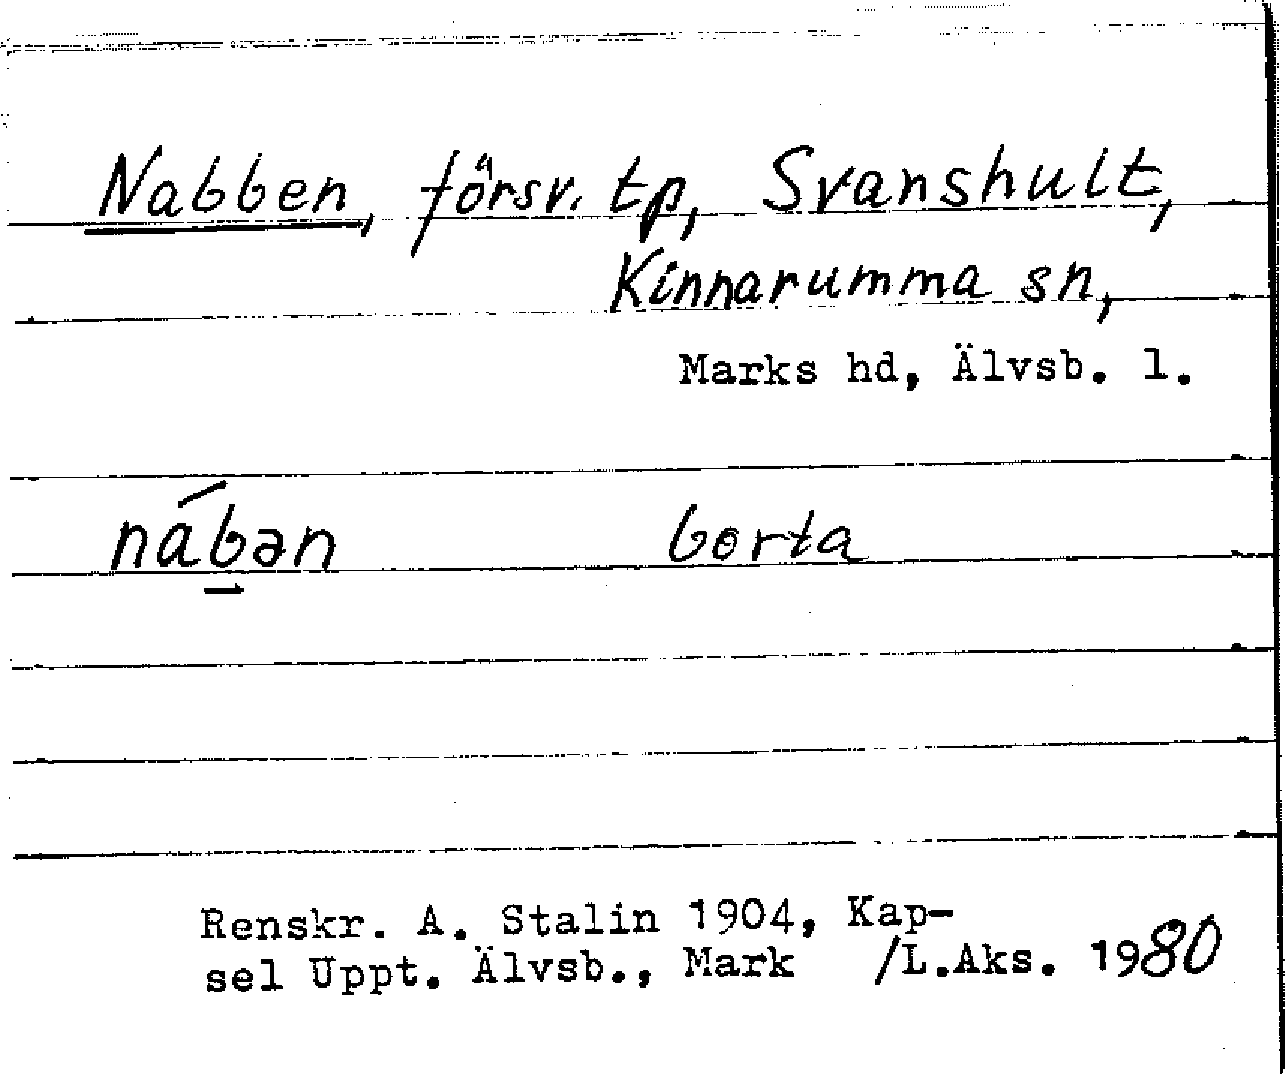 Nabben, försv. tp, Svanshult,
Kinnarumma sn,
Marks hd, Älvsb. l.
nábən borta
Renskr. A. Stalin 1904, Kap-
sel Uppt. Älvsb., Mark /L.Aks. 1980